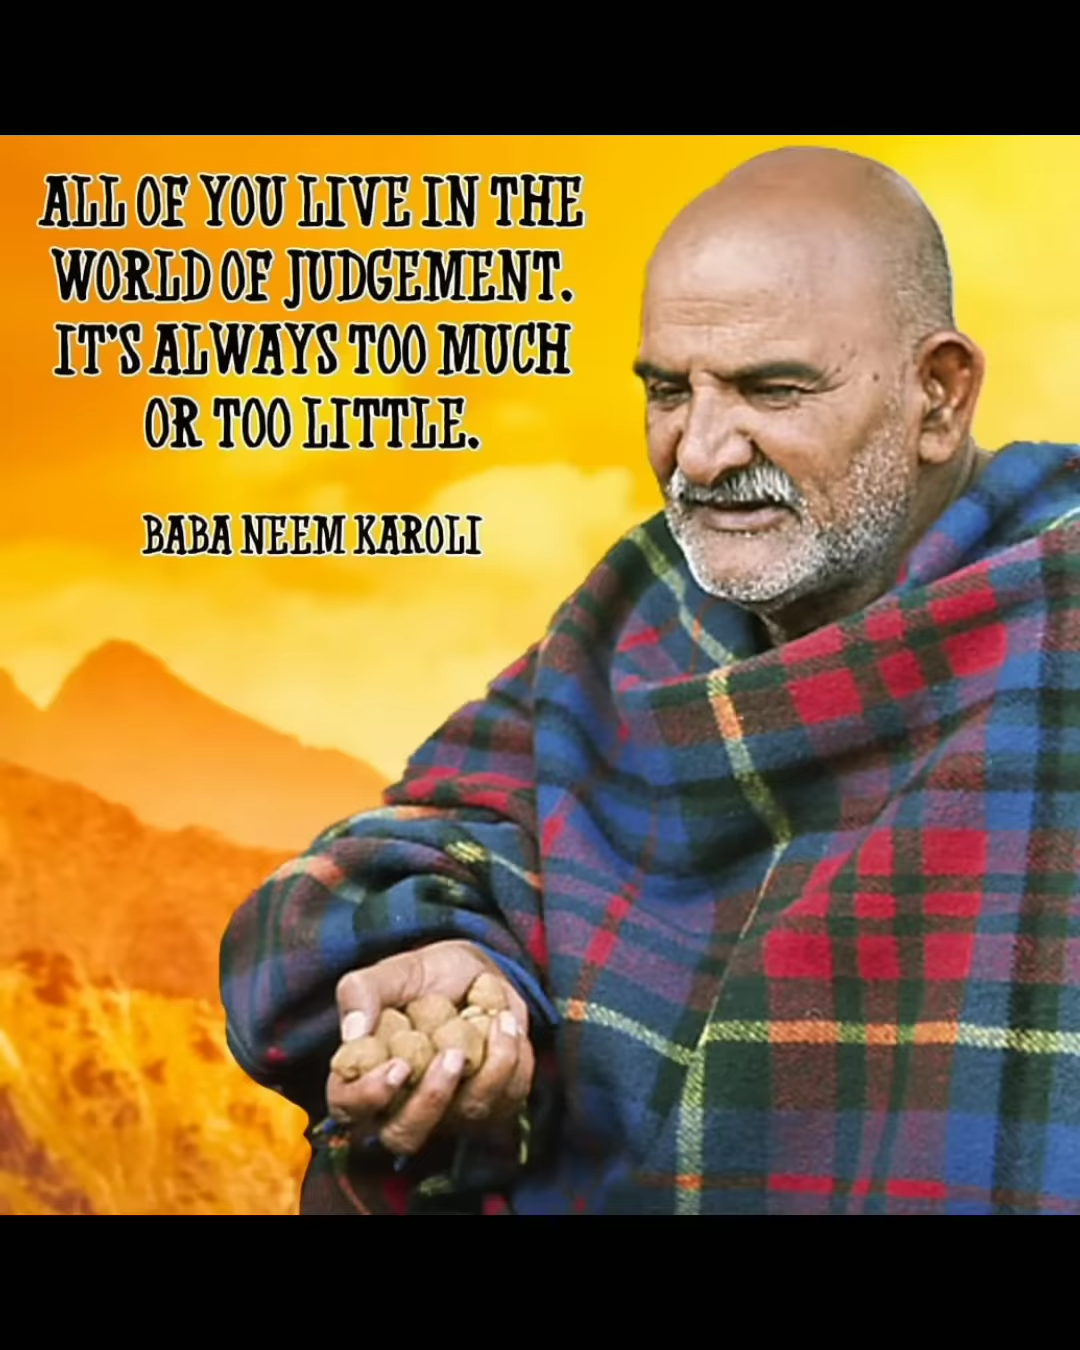 ALL OF YOU LIVE IN THE
WORLD OF JUDGEMENT.
IT'S ALWAYS TOO MUCH
OR TOO LITTLE.
BABA NEEM KAROLI